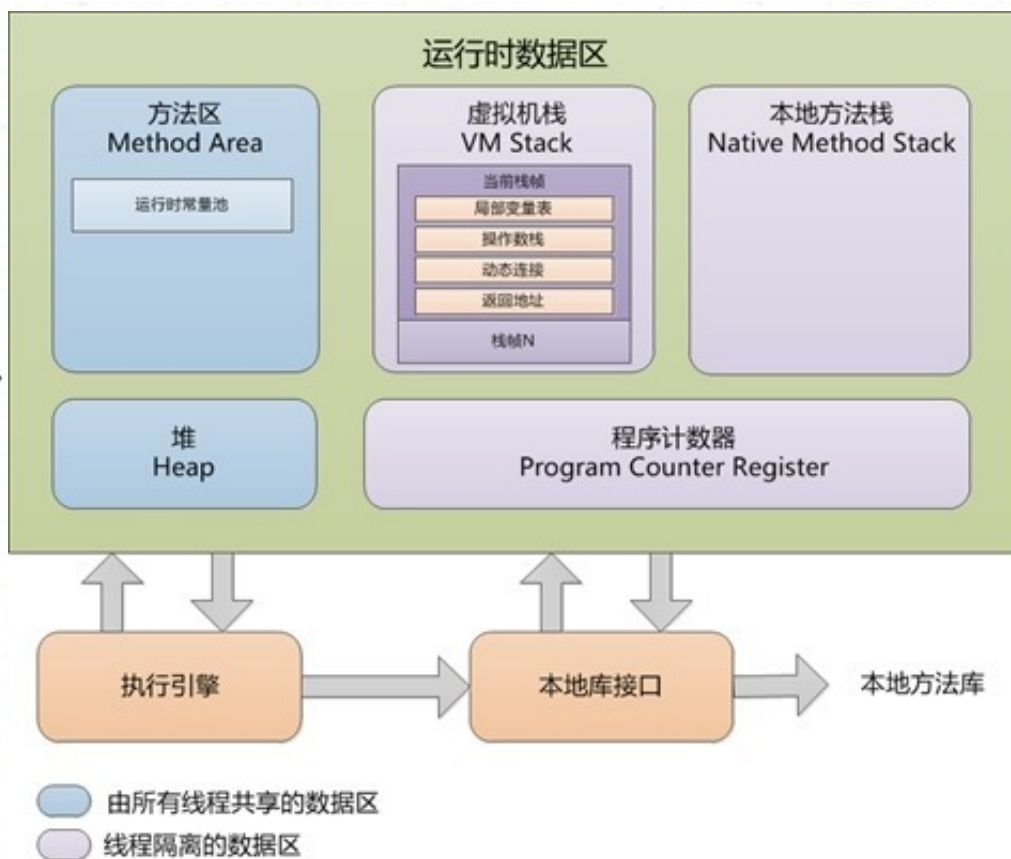 运行时数据区
方法区
Method Area
运行时常量池
虚拟机栈
VM Stack
当前栈帧
局部变量表
操作数栈
动态连接
返回地址
栈帧N
本地方法栈
Native Method Stack
堆
Heap
程序计数器
Program Counter Register
执行引擎
本地库接口
本地方法库
由所有线程共享的数据区
线程隔离的数据区